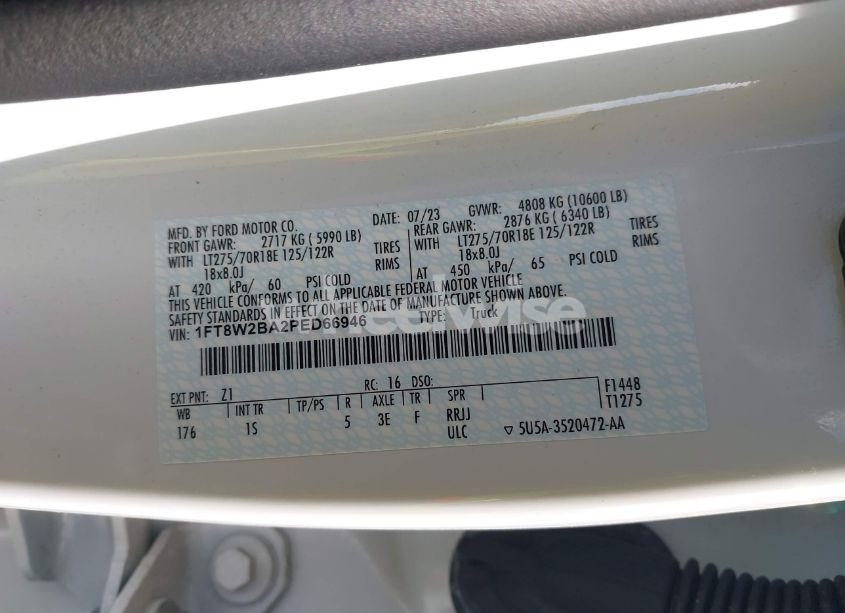 MFD. BY FORD MOTOR CO.
DATE: 07/23 GVWR: 4808 KG (10600 LB)
FRONT GAWR: 2717 KG ( 5990 LB) REAR GAWR: 2876 KG ( 6340 LB)
WITH LT275/70R18E 125/122R TIRES WITH LT275/70R18E 125/122R TIRES
18x8.0J RIMS 18x8.0J RIMS
AT 420 kPa/ 60 PSI COLD AT 450 kPa/ 65 PSI COLD
THIS VEHICLE CONFORMS TO ALL APPLICABLE FEDERAL MOTOR VEHICLE
SAFETY STANDARDS IN EFFECT ON THE DATE OF MANUFACTURE SHOWN ABOVE.
VIN: 1FT8W2BA2PED66946 TYPE: Truck
wheelwise
EXT PNT: Z1 RC: 16 DSO:
WB INT TR TP/PS R AXLE TR SPR F1448
176 1S 5 3E F RRJJ T1275
ULC ▽ 5U5A-3520472-AA